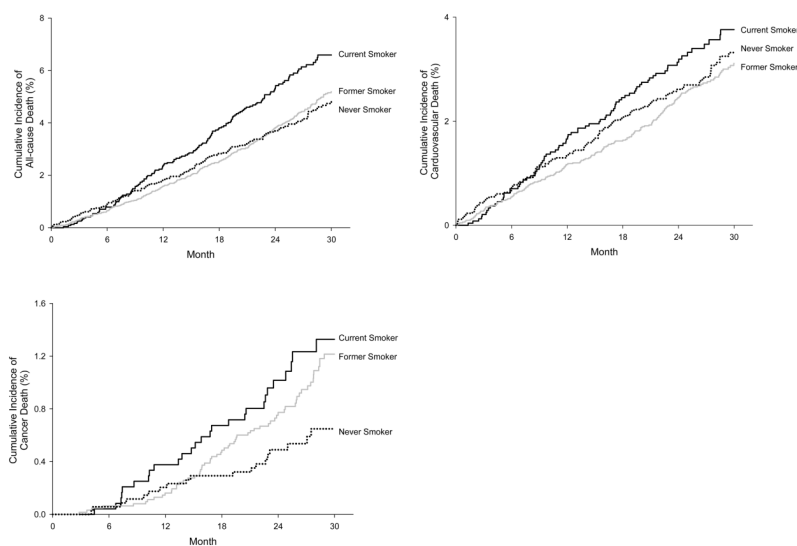 8
6
4
2
0
Cumulative Incidence of
All-cause Death (%)
Current Smoker
Former Smoker
Never Smoker
0 6 12 18 24 30
Month
4
2
0
Cumulative Incidence of
Carduovascular Death (%)
Current Smoker
Never Smoker
Former Smoker
0 6 12 18 24 30
Month
1.6
1.2
0.8
0.4
0.0
Cumulative Incidence of
Cancer Death (%)
Current Smoker
Former Smoker
Never Smoker
0 6 12 18 24 30
Month